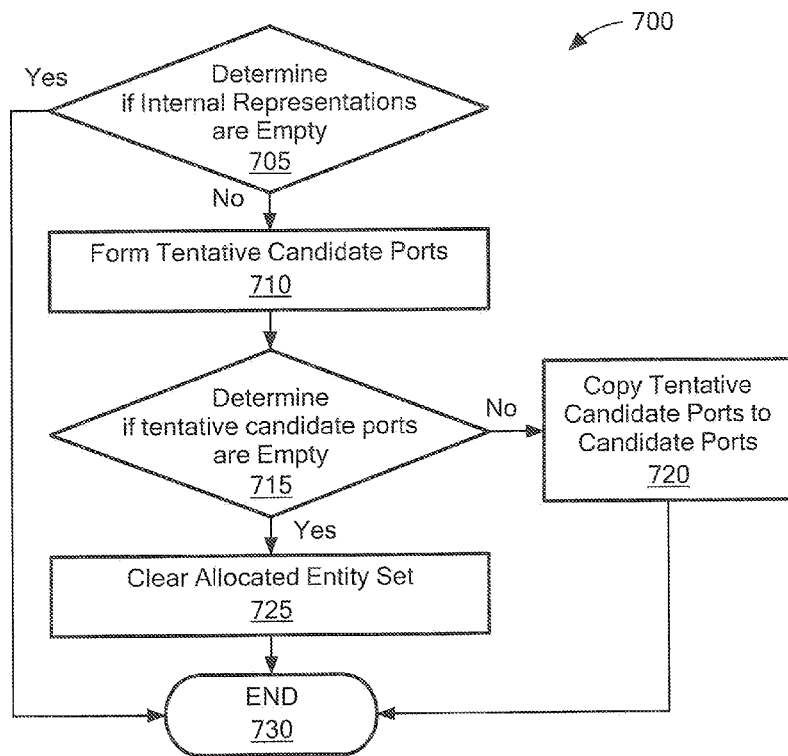 700
Yes
Determine
if Internal Representations
are Empty
705
No
Form Tentative Candidate Ports
710
Determine
if tentative candidate ports
are Empty
715
No
Copy Tentative
Candidate Ports to
Candidate Ports
720
Yes
Clear Allocated Entity Set
725
END
730